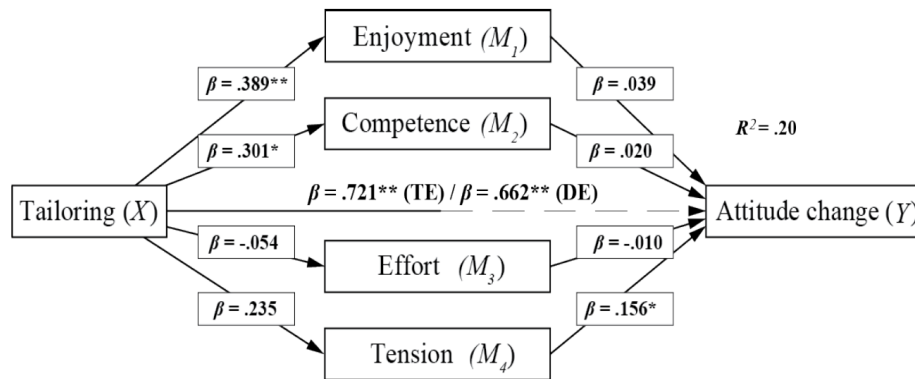 Enjoyment (M₁)
β = .389**
β = .039
Competence (M₂)
R² = .20
β = .301*
β = .020
β = .721** (TE) / β = .662** (DE)
Tailoring (X)
Attitude change (Y)
β = -.054
β = -.010
Effort (M₃)
β = .235
β = .156*
Tension (M₄)